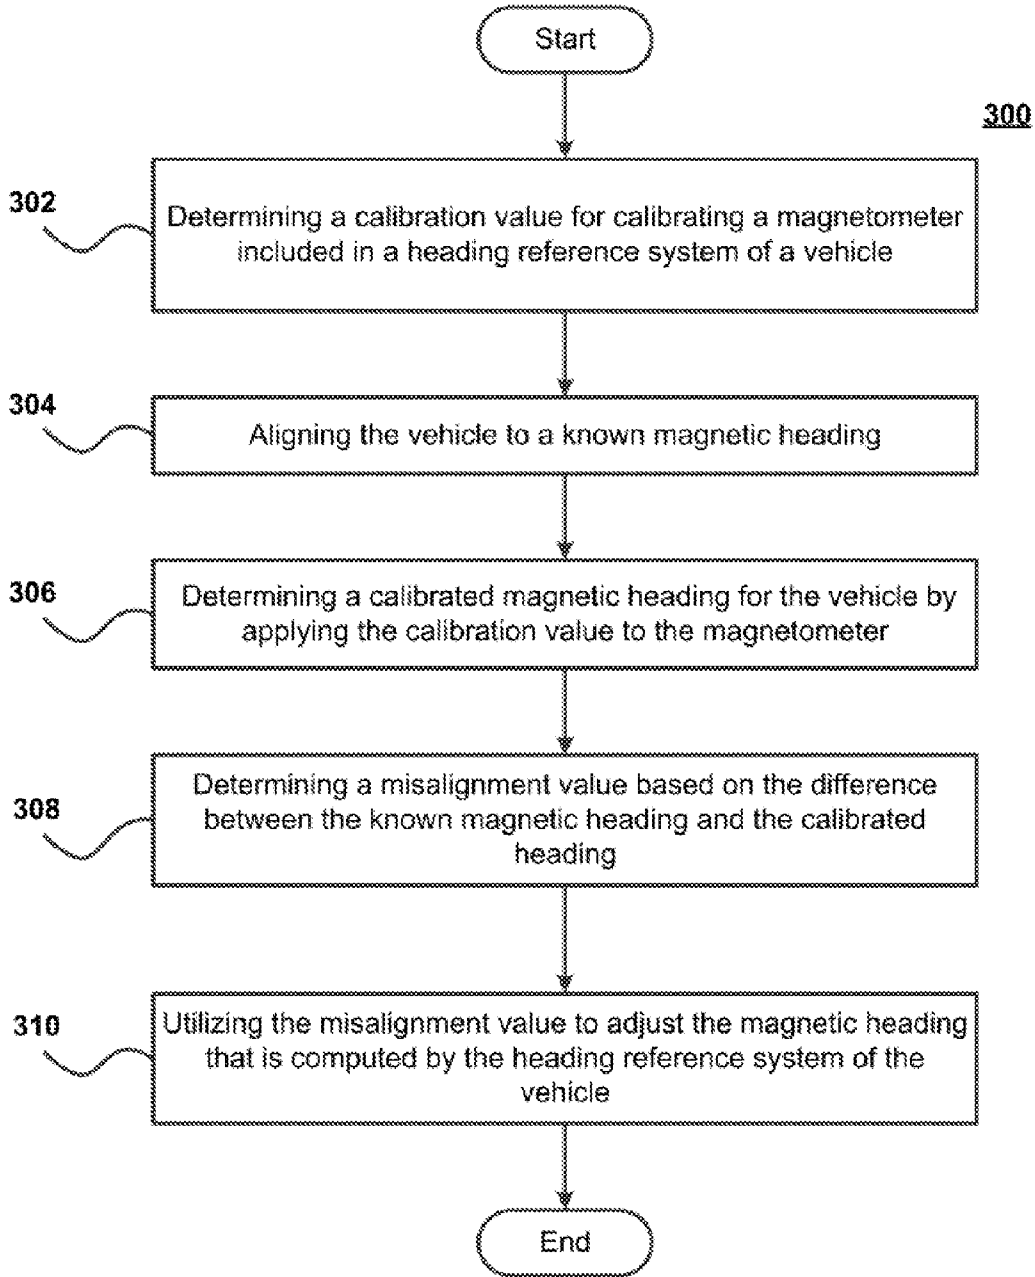 Start
300
302
Determining a calibration value for calibrating a magnetometer
included in a heading reference system of a vehicle
304
Aligning the vehicle to a known magnetic heading
306
Determining a calibrated magnetic heading for the vehicle by
applying the calibration value to the magnetometer
308
Determining a misalignment value based on the difference
between the known magnetic heading and the calibrated
heading
310
Utilizing the misalignment value to adjust the magnetic heading
that is computed by the heading reference system of the
vehicle
End